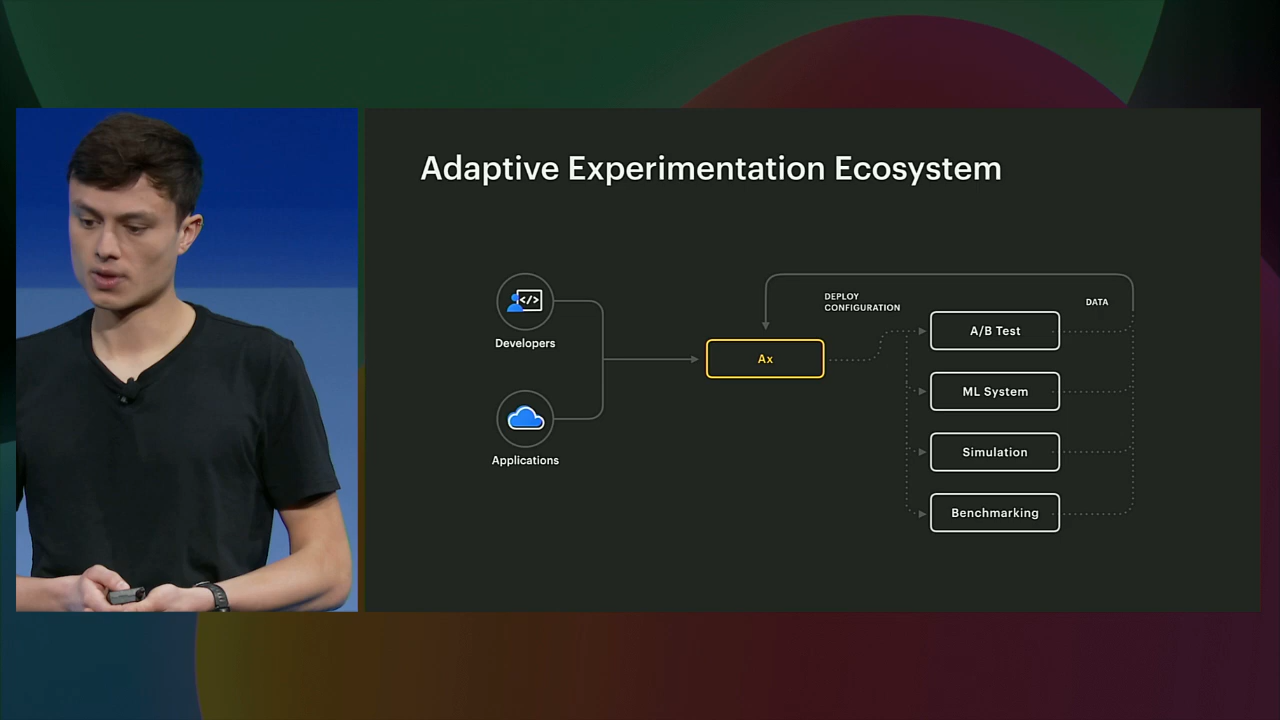 Adaptive Experimentation Ecosystem
</>
Developers
Applications
Ax
DEPLOY
CONFIGURATION
DATA
A/B Test
ML System
Simulation
Benchmarking